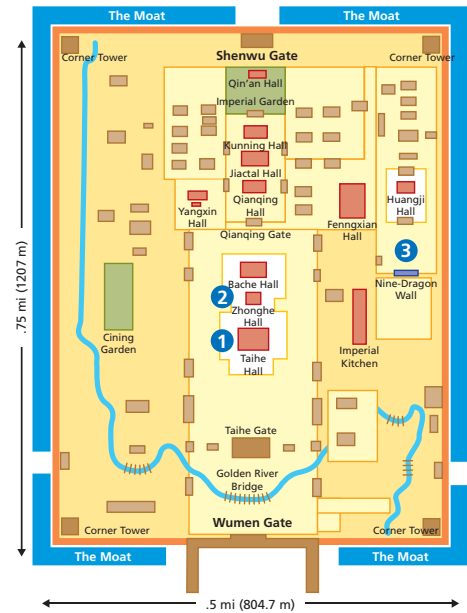 The Moat
The Moat
Corner Tower
Shenwu Gate
Corner Tower
Qin'an Hall
Imperial Garden
Kunning Hall
Jiactal Hall
Qianqing
Hall
Yangxin
Hall
Qianqing Gate
Fenngxian
Hall
Huangji
Hall
3
Nine-Dragon
Wall
Bache Hall
2
Zhonghe
Hall
1
Taihe
Hall
Cining
Garden
Imperial
Kitchen
Taihe Gate
Golden River
Bridge
Corner Tower
Wumen Gate
Corner Tower
The Moat
The Moat
.75 mi (1207 m)
.5 mi (804.7 m)